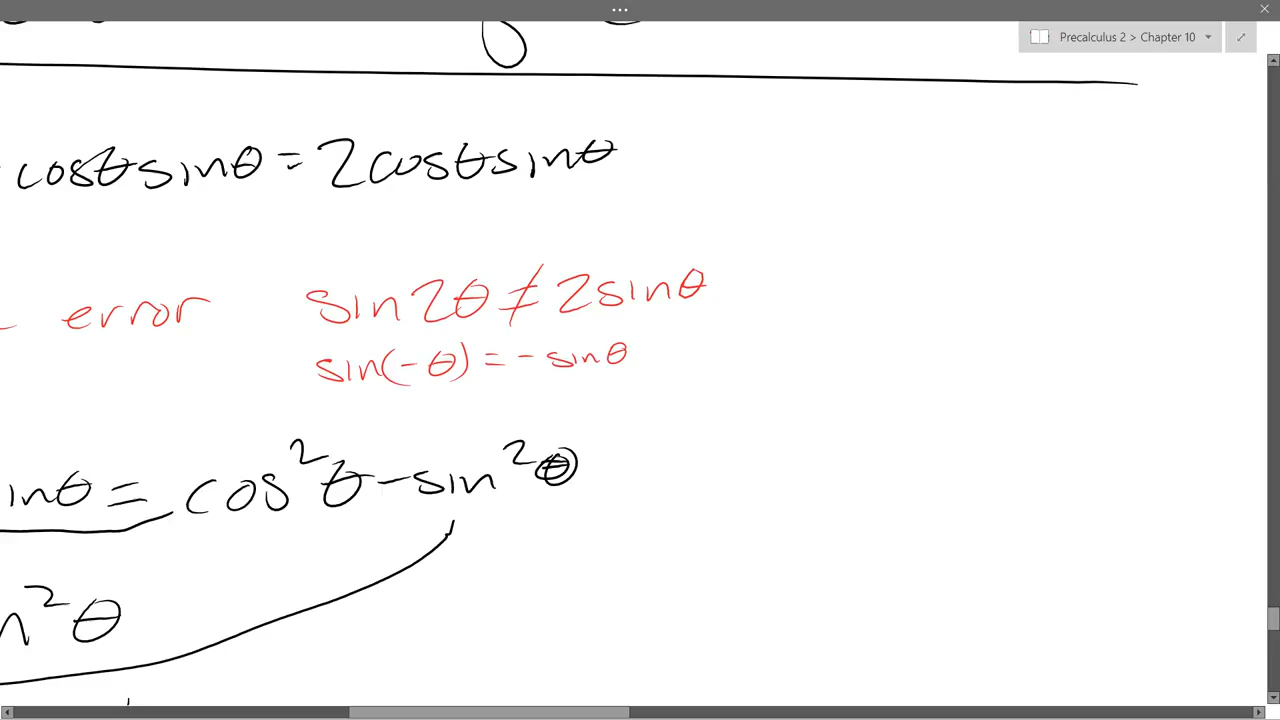 Precalculus 2 > Chapter 10
cosθsinθ = 2cosθsinθ
error sin2θ ≠ 2sinθ
sin(-θ) = -sinθ
inθ = cos²θ - sin²θ
n²θ